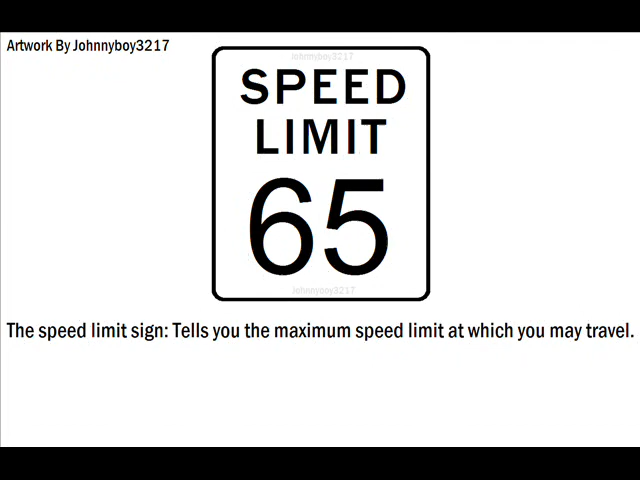 Artwork By Johnnyboy3217
Johnnyboy3217
SPEED
LIMIT
65
Johnnyboy3217
The speed limit sign: Tells you the maximum speed limit at which you may travel.